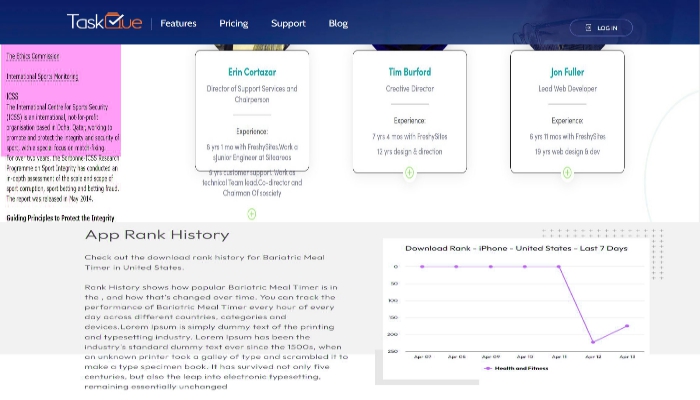 TaskQue
Features
Pricing
Support
Blog
LOG IN
The Ethics Commission
International Sports Monitoring
ICSS
The International Centre for Sports Security
(ICSS) is an international, not-for-profit
organisation based in Doha, Qatar, working to
promote and protect the integrity and security of
sport, with a special focus on match-fixing.
For over two years, the Sorbonne-ICSS Research
Programme on Sport Integrity has conducted an
in-depth assessment of the scale and scope of
sport corruption, sport betting and betting fraud.
The report was released in May 2014.
Guiding Principles to Protect the Integrity
Erin Cortazar
Director of Support Services and
Chairperson
Experience:
6 yrs 1 mo with FreshySites.Work a
sJunior Engineer at Sitearoos
9 yrs customer support. Work as
technical Team lead.Co-director and
Chairman Of society
Tim Burford
Creative Director
Experience:
7 yrs 4 mos with FreshySites
12 yrs design & direction
Jon Fuller
Lead Web Developer
Experience:
6 yrs 11 mos with FreshySites
19 yrs web design & dev
App Rank History
Check out the download rank history for Bariatric Meal
Timer in United States.
Rank History shows how popular Bariatric Meal Timer is in
the , and how that's changed over time. You can track the
performance of Bariatric Meal Timer every hour of every
day across different countries, categories and
devices.Lorem Ipsum is simply dummy text of the printing
and typesetting industry. Lorem Ipsum has been the
industry's standard dummy text ever since the 1500s, when
an unknown printer took a galley of type and scrambled it to
make a type specimen book. It has survived not only five
centuries, but also the leap into electronic typesetting,
remaining essentially unchanged
Download Rank - iPhone - United States - Last 7 Days
0
50
100
150
200
250
Apr 07
Apr 08
Apr 09
Apr 10
Apr 11
Apr 12
Apr 13
Health and Fitness